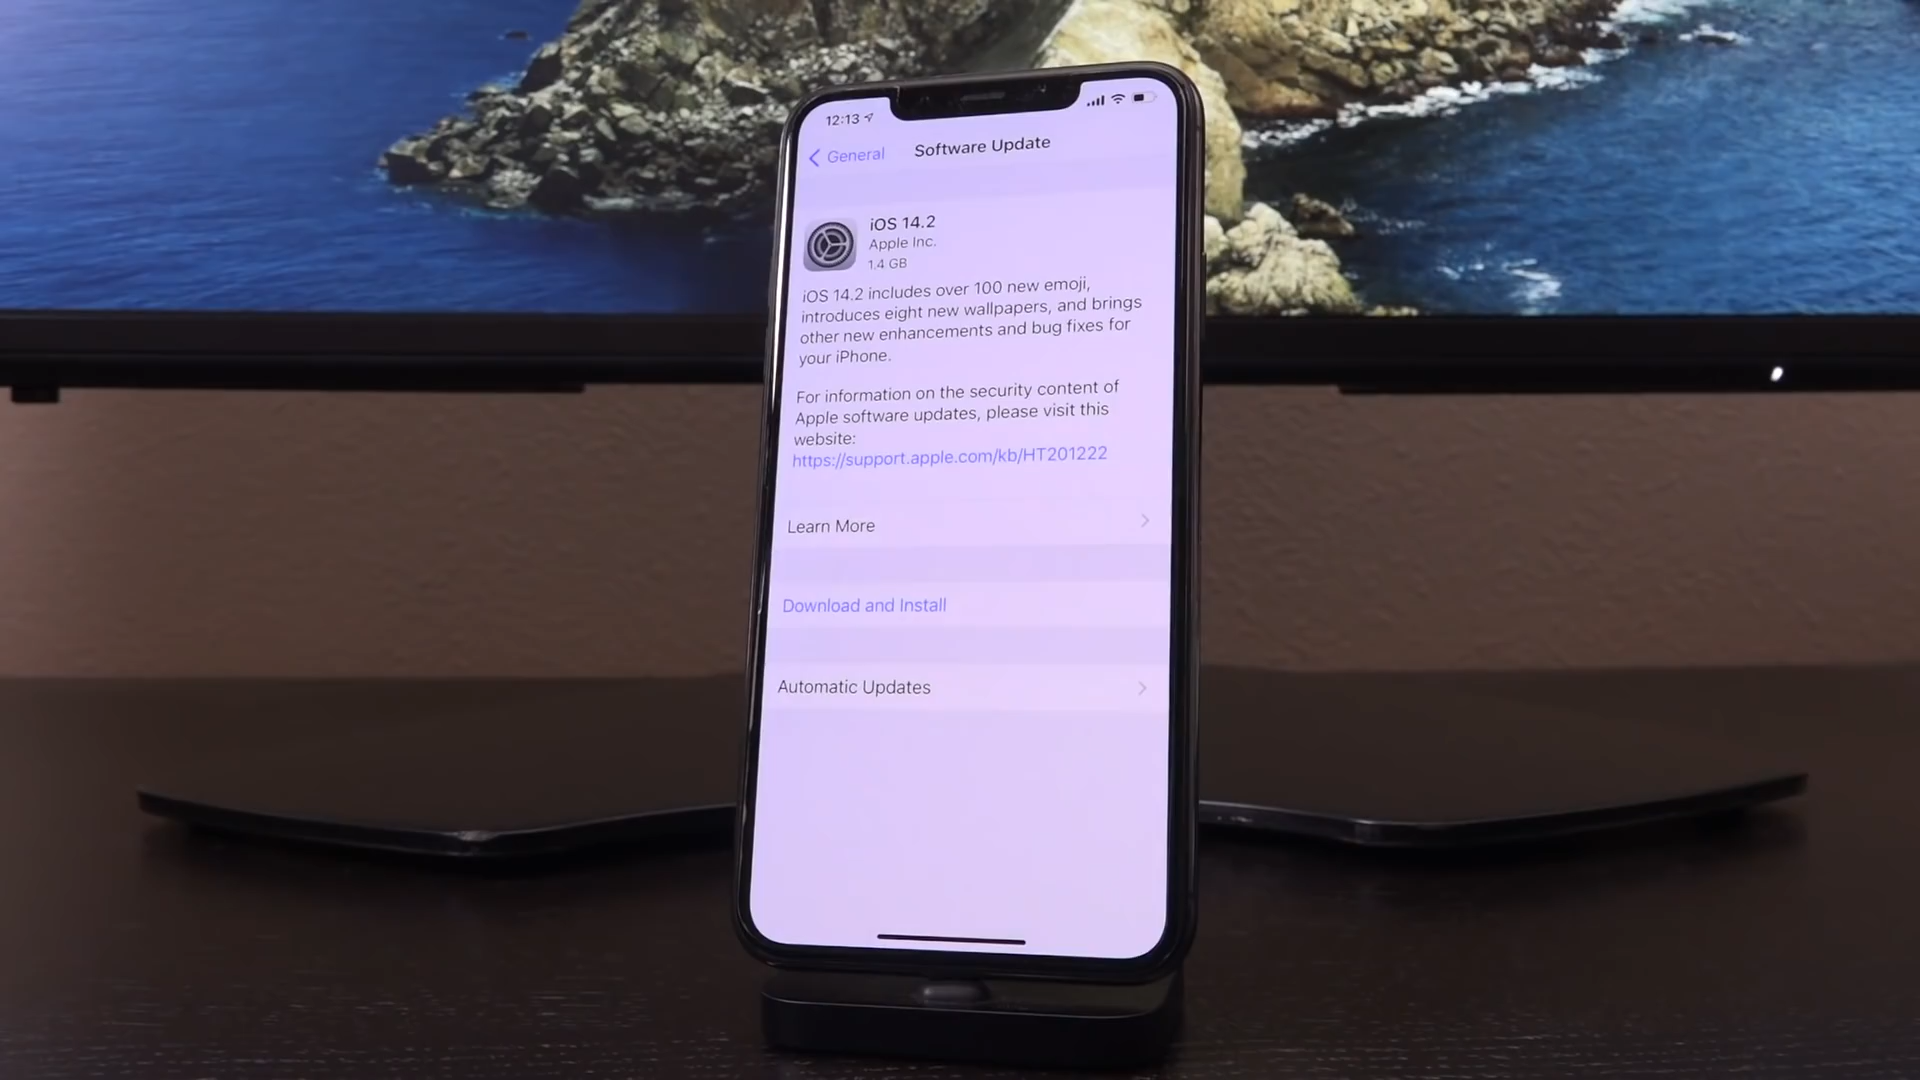 12:13
General
Software Update
iOS 14.2
Apple Inc.
1.4 GB
iOS 14.2 includes over 100 new emoji,
introduces eight new wallpapers, and brings
other new enhancements and bug fixes for
your iPhone.
For information on the security content of
Apple software updates, please visit this
website:
https://support.apple.com/kb/HT201222
Learn More
Download and Install
Automatic Updates